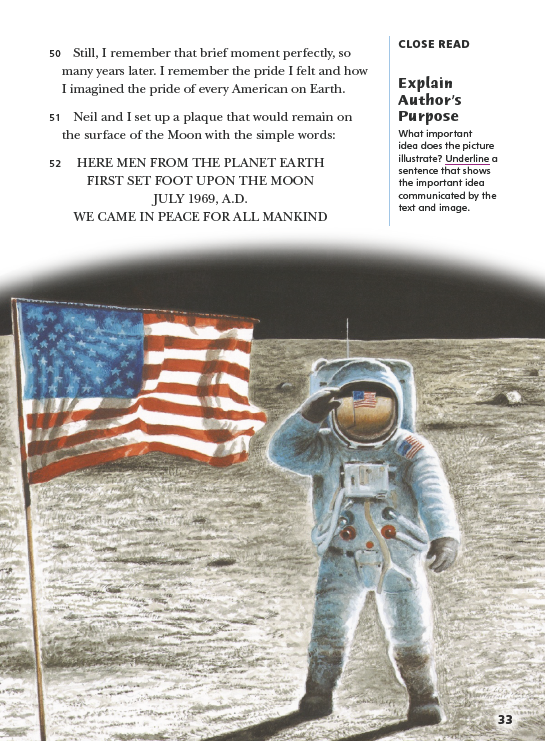 50 Still, I remember that brief moment perfectly, so
many years later. I remember the pride I felt and how
I imagined the pride of every American on Earth.
51 Neil and I set up a plaque that would remain on
the surface of the Moon with the simple words:
52 HERE MEN FROM THE PLANET EARTH
FIRST SET FOOT UPON THE MOON
JULY 1969, A.D.
WE CAME IN PEACE FOR ALL MANKIND
CLOSE READ
Explain
Author's
Purpose
What important
idea does the picture
illustrate? Underline a
sentence that shows
the important idea
communicated by the
text and image.
33